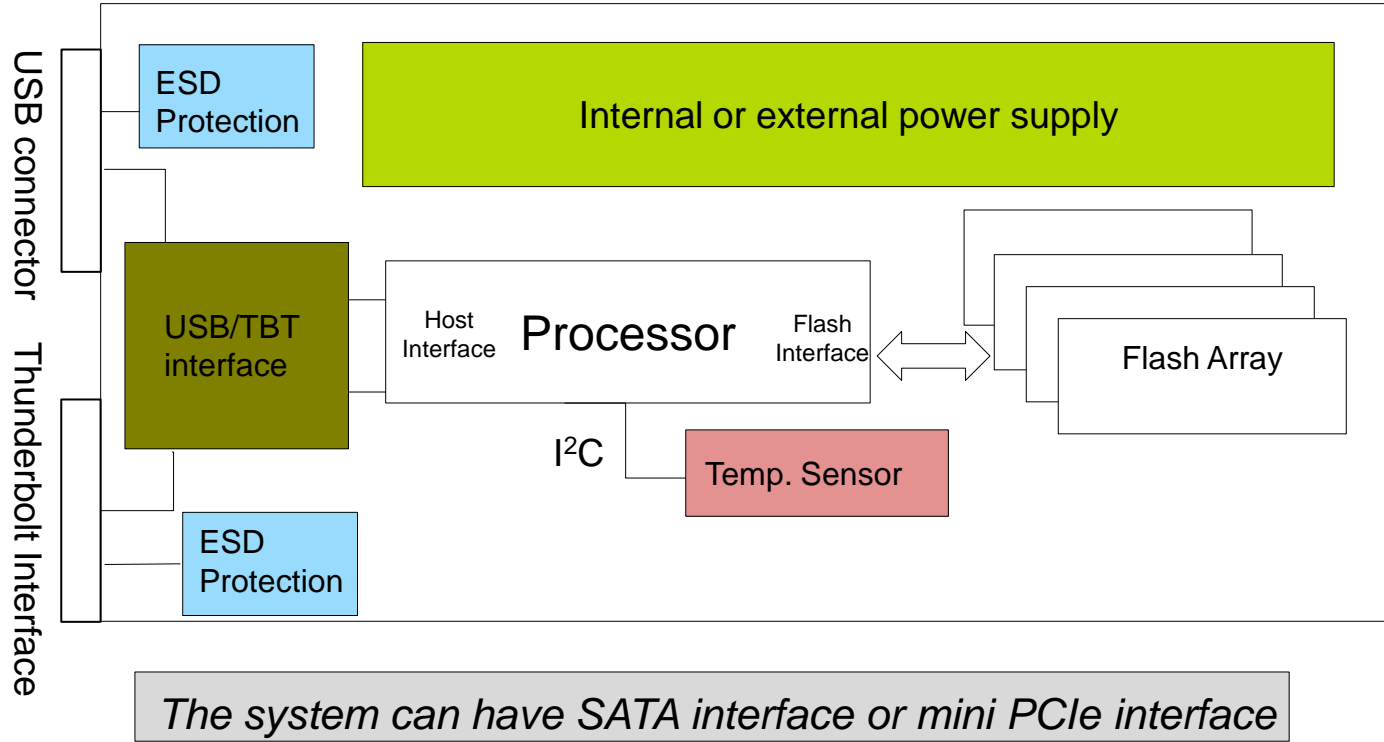 USB connector
ESD
Protection
Internal or external power supply
USB/TBT
interface
Host
Interface
Processor
Flash
Interface
Flash Array
I²C
Temp. Sensor
Thunderbolt Interface
ESD
Protection
The system can have SATA interface or mini PCIe interface